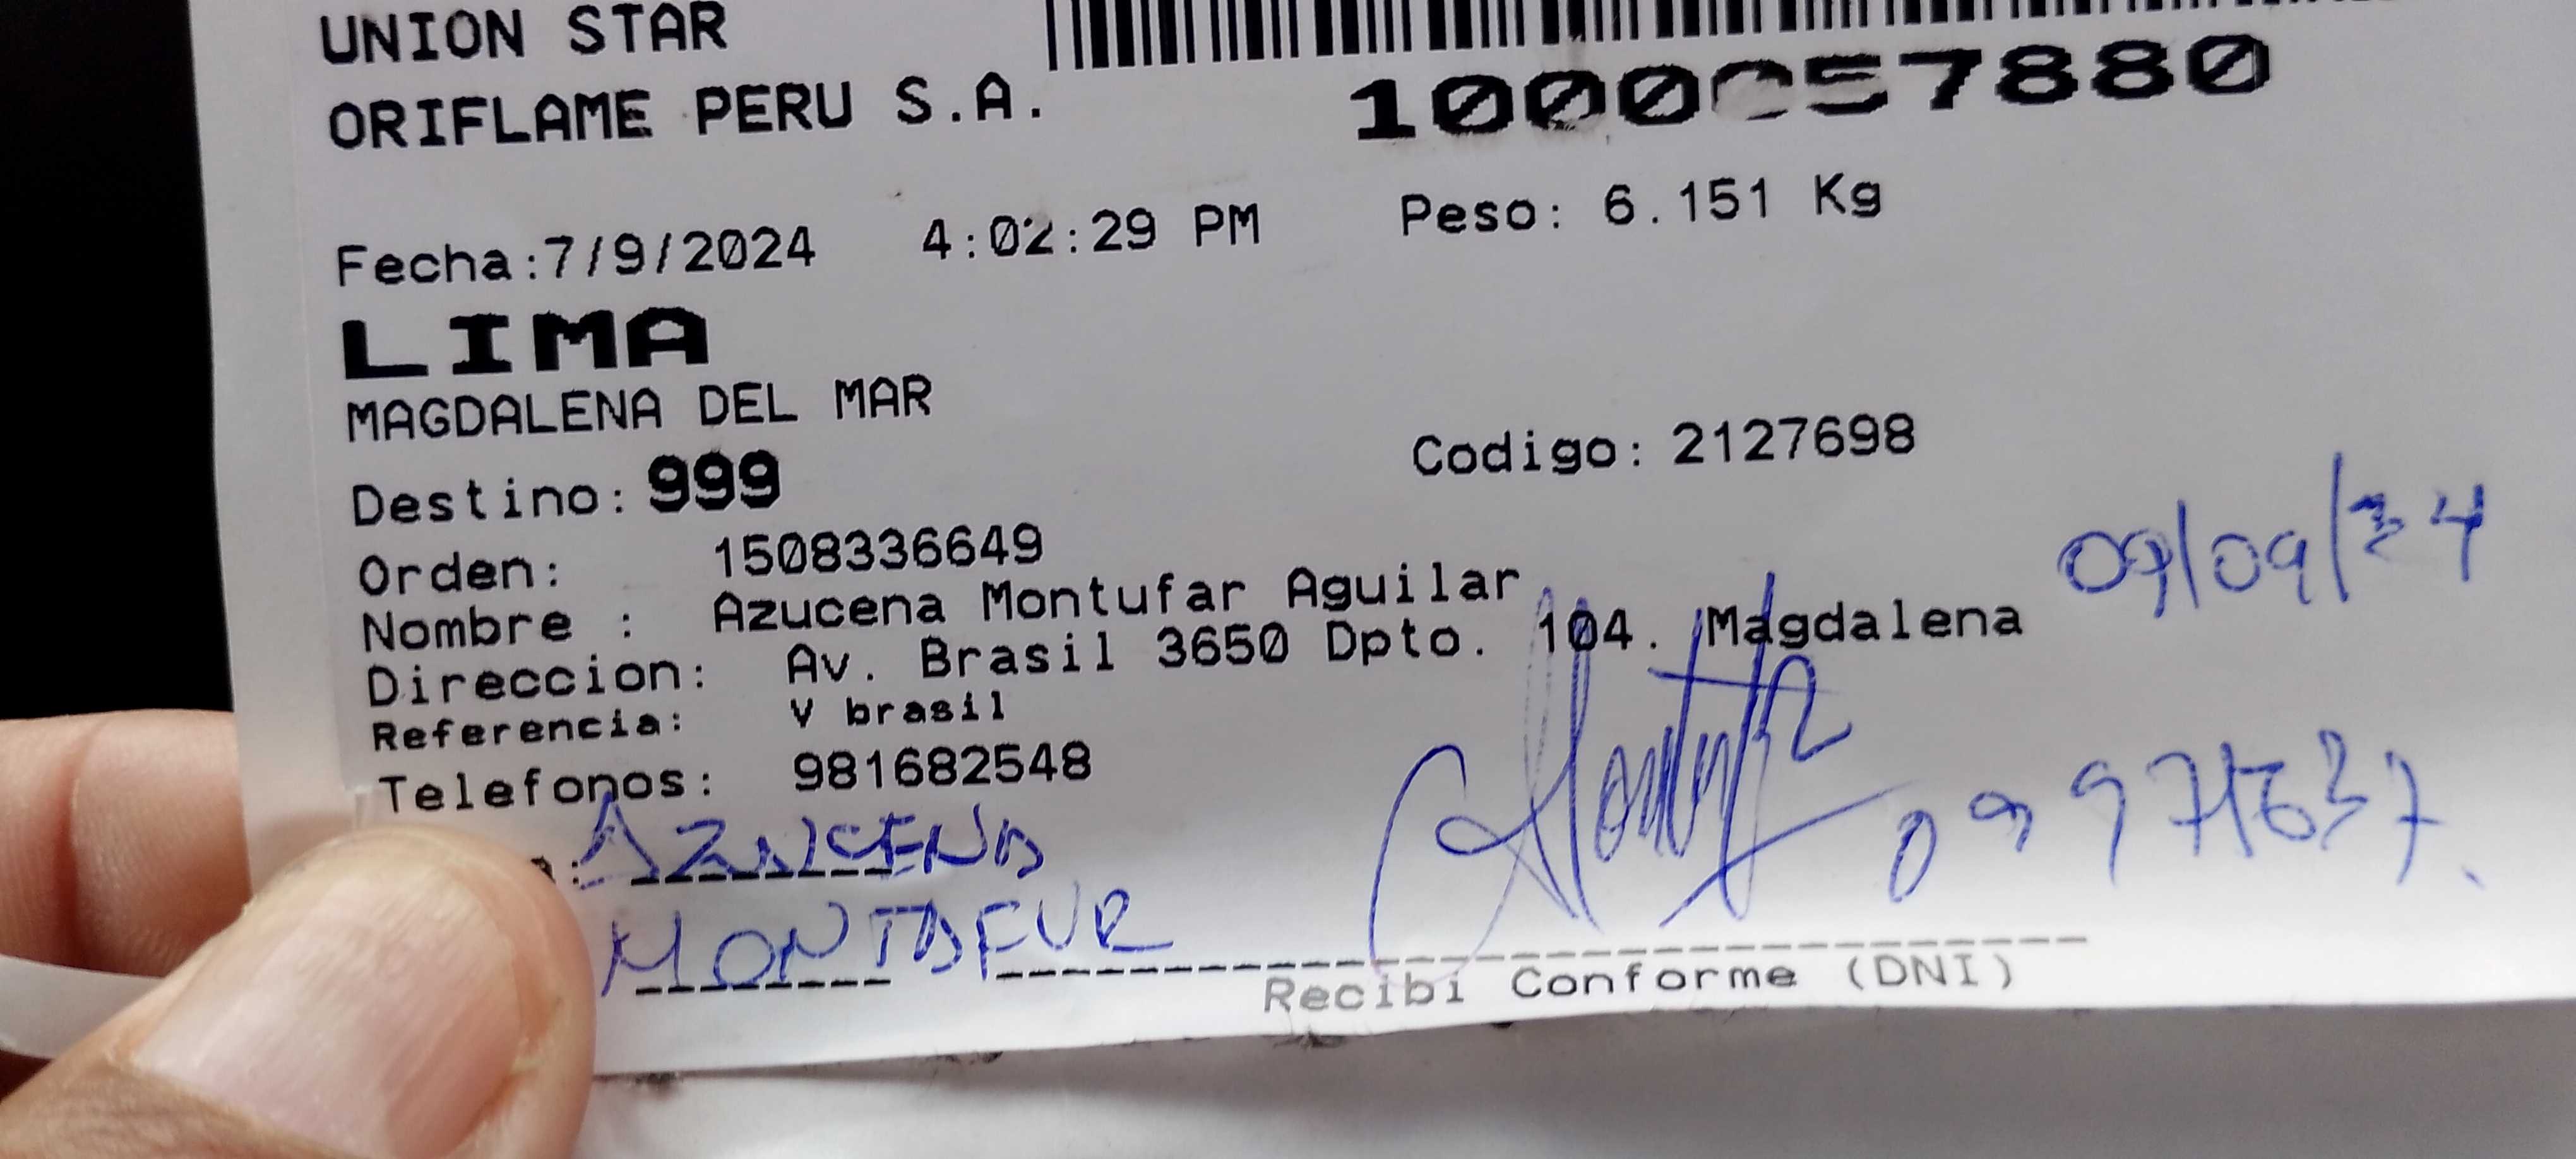 UNION STAR
ORIFLAME PERU S.A.
1000057880
Fecha:7/9/2024 4:02:29 PM Peso: 6.151 Kg
LIMA
MAGDALENA DEL MAR
Destino: 999 Codigo: 2127698
Orden: 1508336649
09/09/24
Nombre : Azucena Montufar Aguilar
Direccion: Av. Brasil 3650 Dpto. 104. Magdalena
Referencia: V brasil
Telefonos: 981682548
AZUCENA
MONTAFUR
Recibi Conforme (DNI)